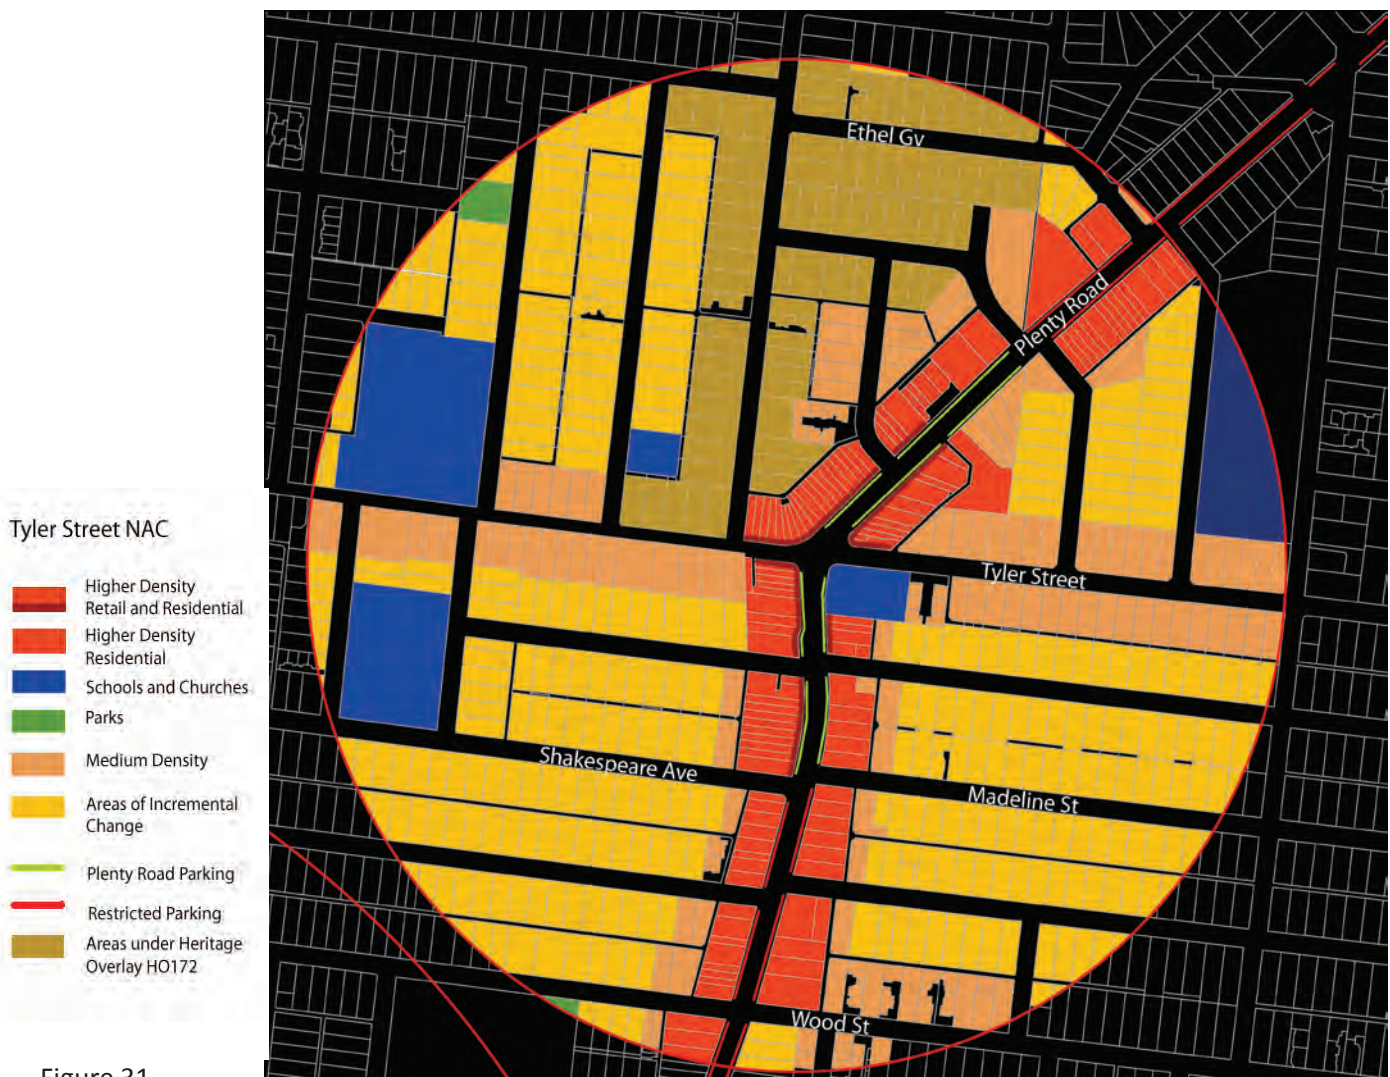 Ethel Gv
Plenty Road
Tyler Street NAC
Higher Density
Retail and Residential
Higher Density
Residential
Schools and Churches
Parks
Medium Density
Areas of Incremental
Change
Plenty Road Parking
Restricted Parking
Areas under Heritage
Overlay HO172
Tyler Street
Shakespeare Ave
Madeline St
Wood St
Figure 31